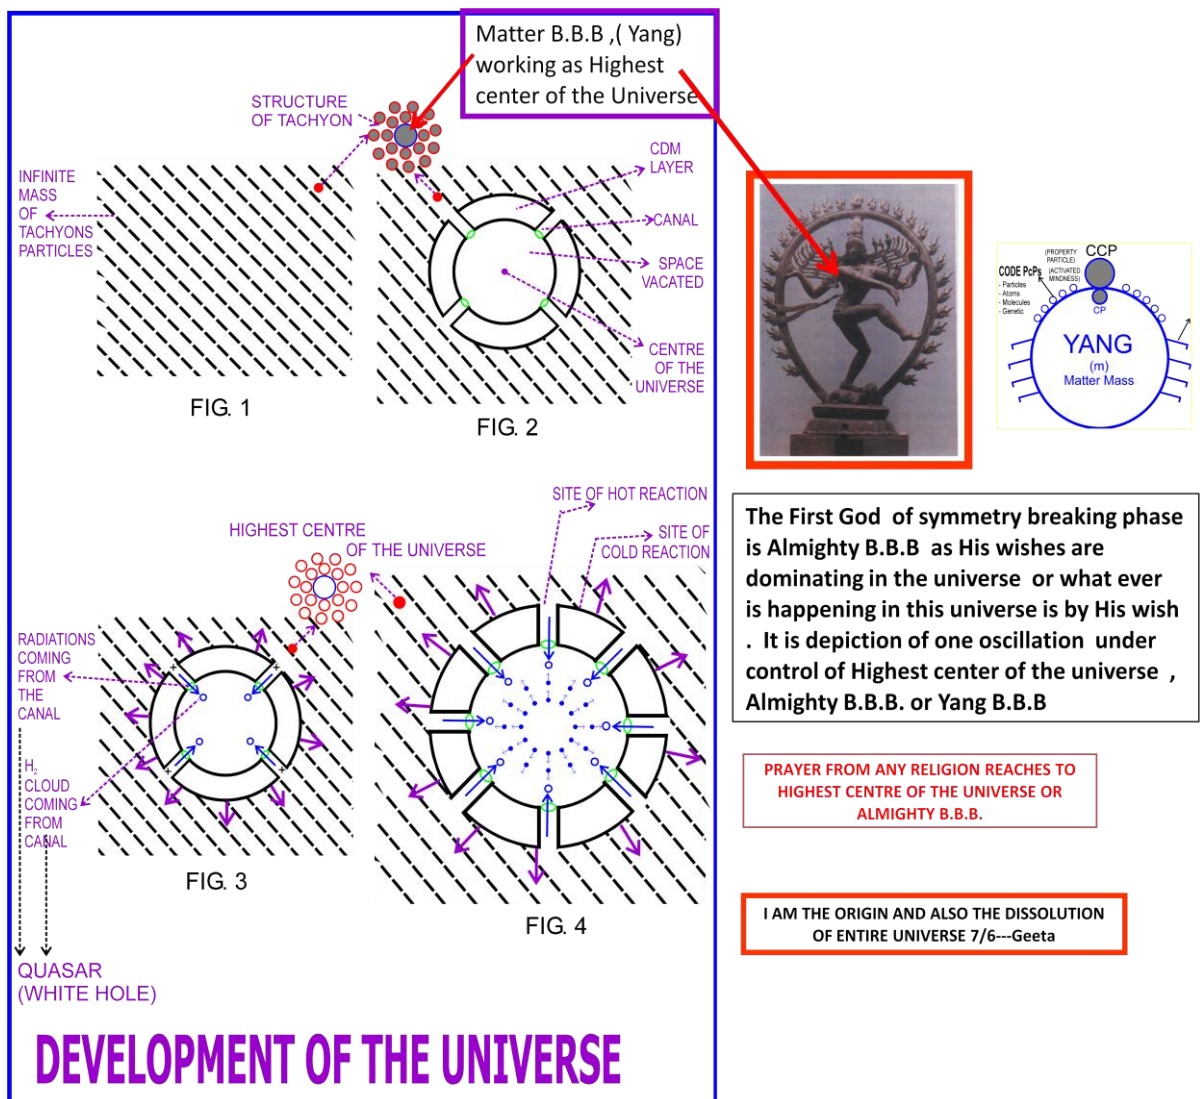 Matter B.B.B ,( Yang)
working as Highest
center of the Universe
STRUCTURE
OF TACHYON
INFINITE
MASS
OF
TACHYONS
PARTICLES
FIG. 1
CDM
LAYER
CANAL
SPACE
VACATED
CENTRE
OF THE
UNIVERSE
FIG. 2
HIGHEST CENTRE
OF THE UNIVERSE
RADIATIONS
COMING
FROM
THE
CANAL
H₂
CLOUD
COMING
FROM
CANAL
FIG. 3
SITE OF HOT REACTION
SITE OF
COLD REACTION
FIG. 4
QUASAR
(WHITE HOLE)
DEVELOPMENT OF THE UNIVERSE
(PROPERTY
PARTICLE)
CCP
CODE PcPs
(ACTIVATED
MINDNESS)
- Particles
- Atoms
- Molecules
- Genetic
CP
YANG
(m)
Matter Mass
The First God of symmetry breaking phase
is Almighty B.B.B as His wishes are
dominating in the universe or what ever
is happening in this universe is by His wish
. It is depiction of one oscillation under
control of Highest center of the universe ,
Almighty B.B.B. or Yang B.B.B
PRAYER FROM ANY RELIGION REACHES TO
HIGHEST CENTRE OF THE UNIVERSE OR
ALMIGHTY B.B.B.
I AM THE ORIGIN AND ALSO THE DISSOLUTION
OF ENTIRE UNIVERSE 7/6---Geeta